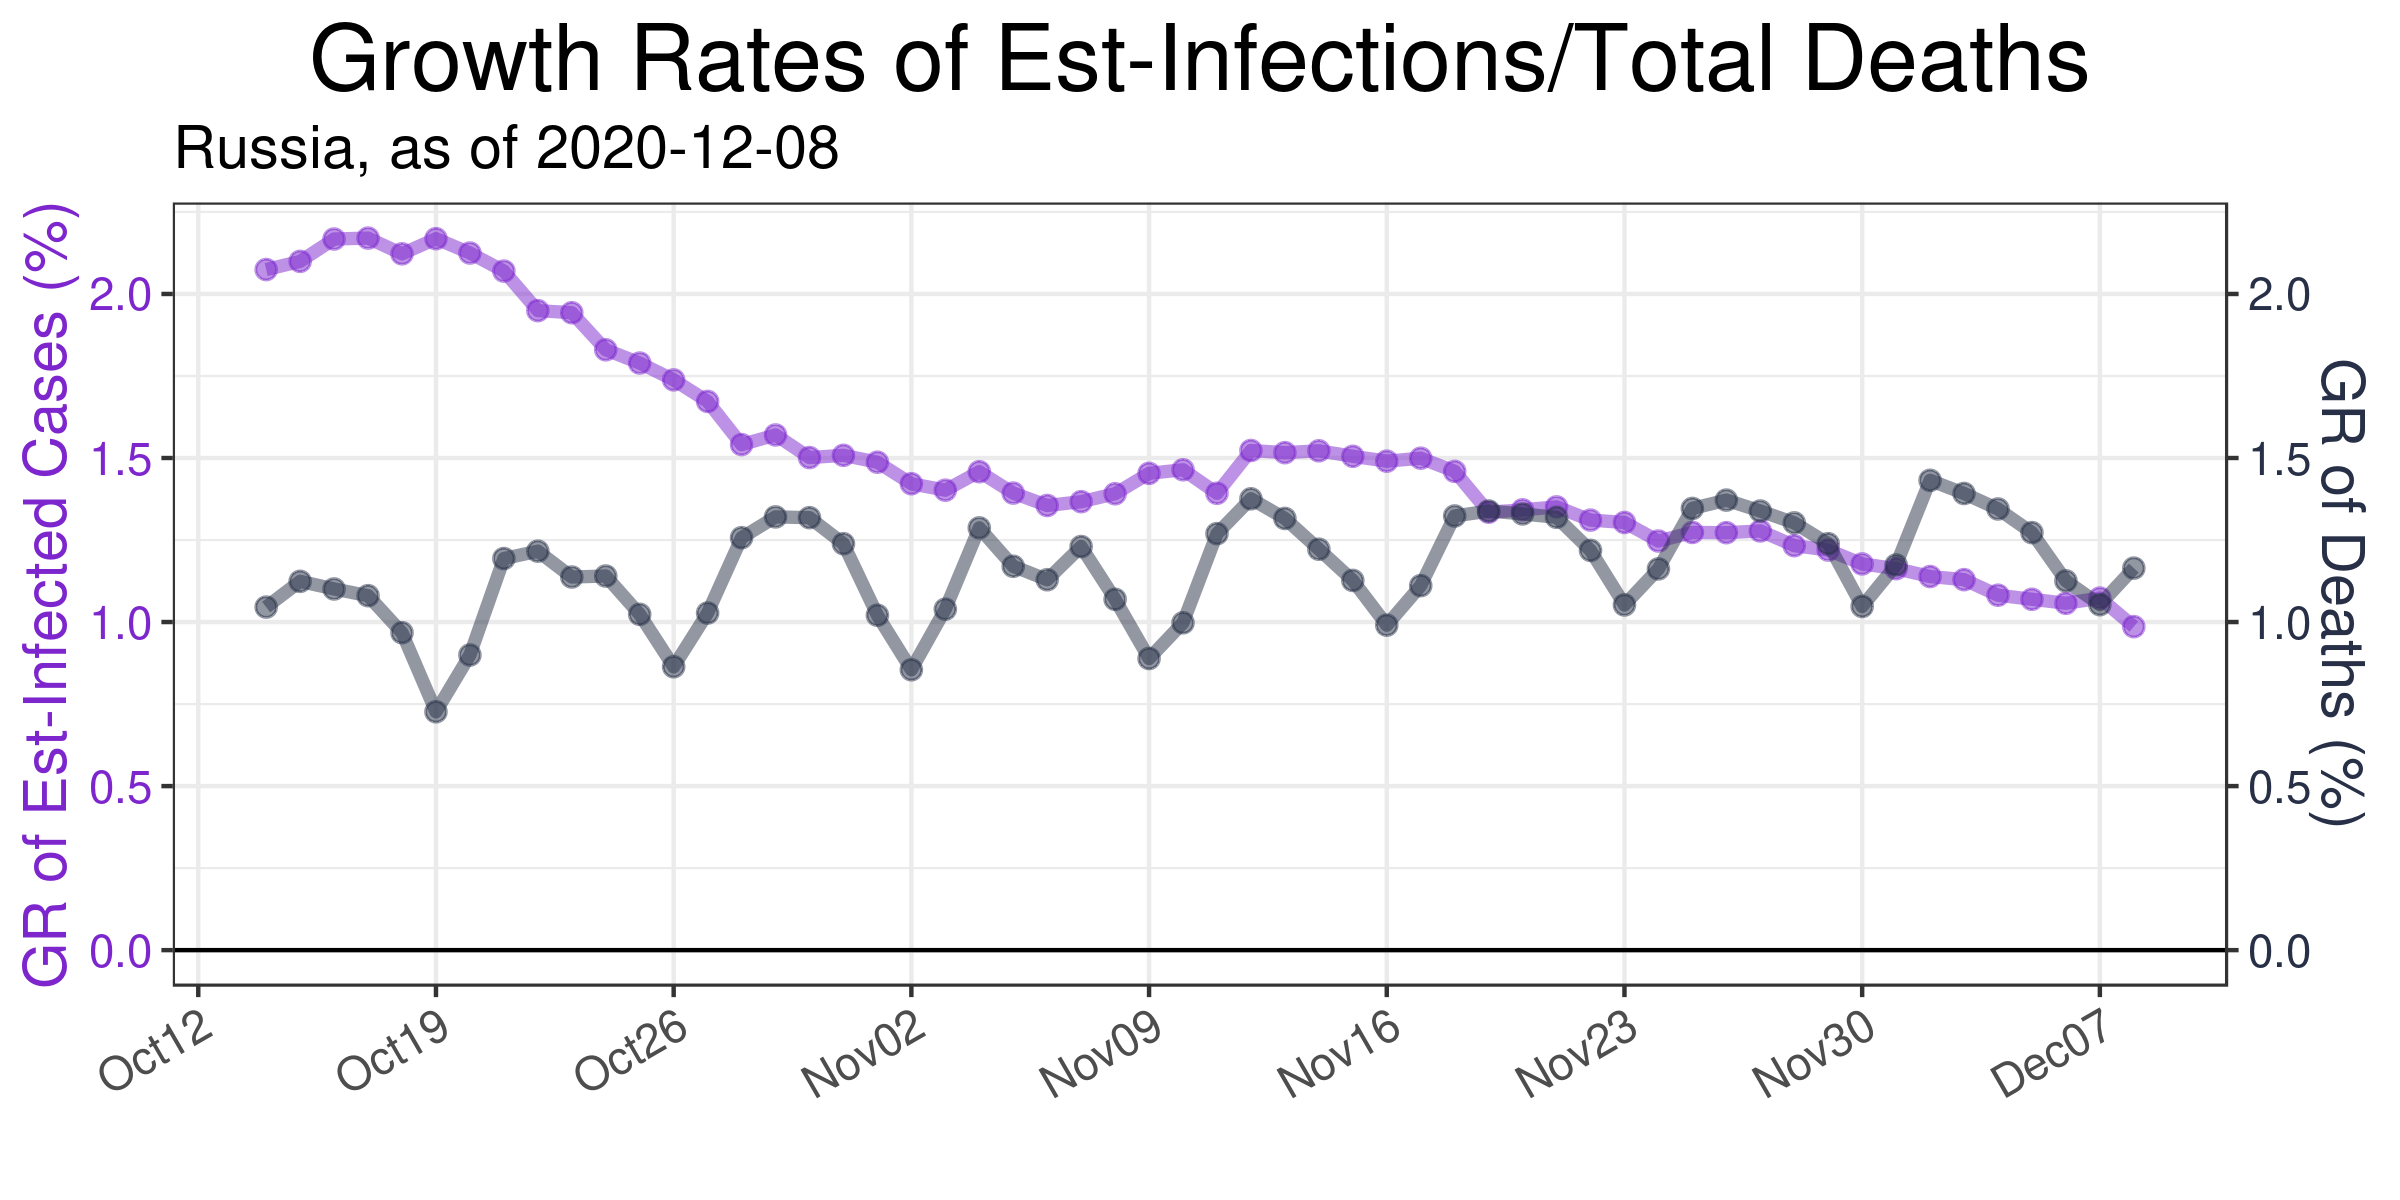 Growth Rates of Est-Infections/Total Deaths
Russia, as of 2020-12-08
GR of Est-Infected Cases (%)
2.0
1.5
1.0
0.5
0.0
2.0
1.5
1.0
0.5
0.0
GR of Deaths (%)
Oct12
Oct19
Oct26
Nov02
Nov09
Nov16
Nov23
Nov30
Dec07